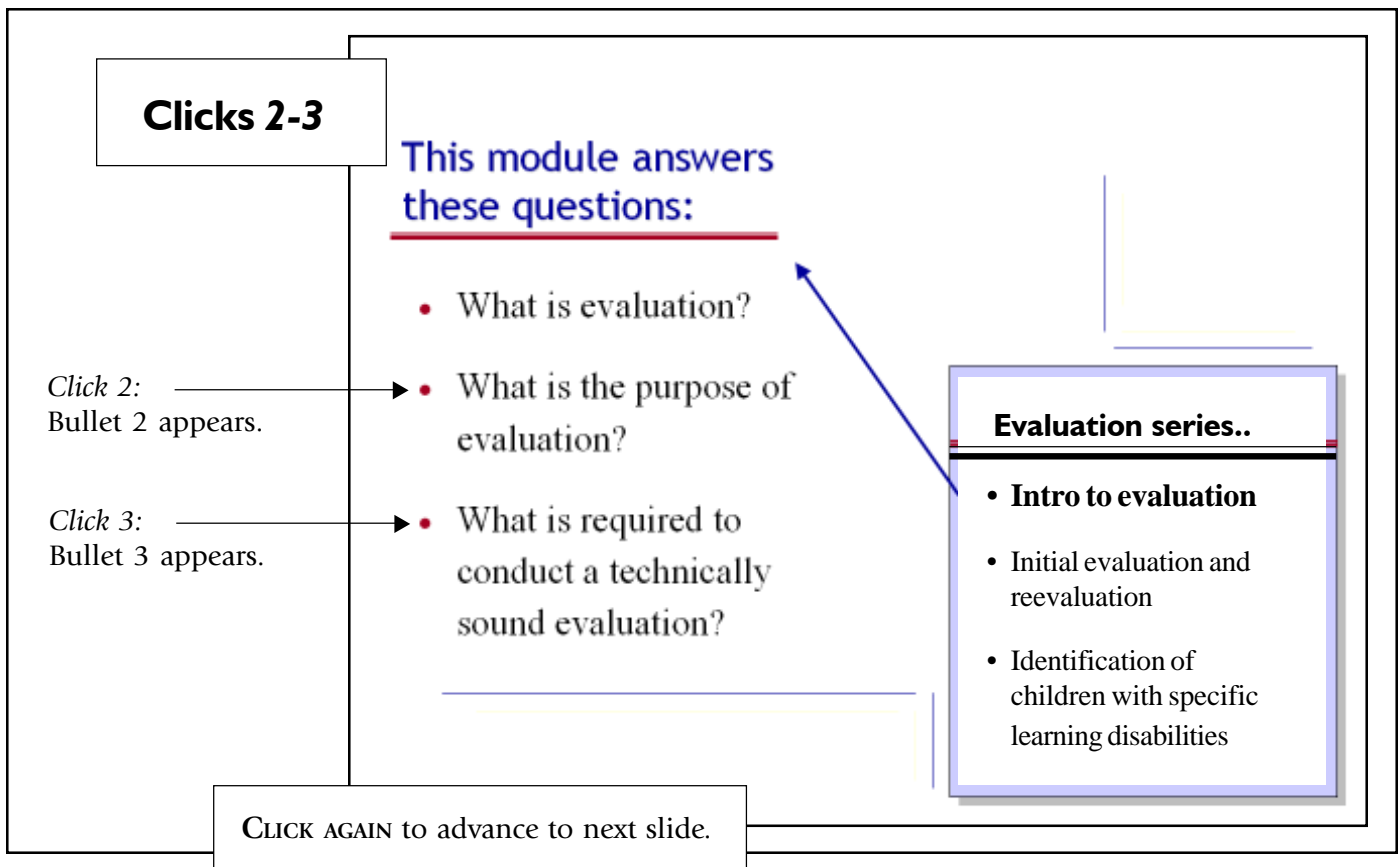 Clicks 2-3
This module answers
these questions:
• What is evaluation?
Click 2:
Bullet 2 appears.
• What is the purpose of
evaluation?
Click 3:
Bullet 3 appears.
• What is required to
conduct a technically
sound evaluation?
Evaluation series..
• Intro to evaluation
• Initial evaluation and
reevaluation
• Identification of
children with specific
learning disabilities
CLICK AGAIN to advance to next slide.